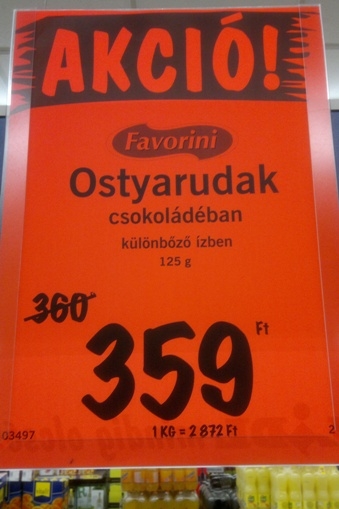 AKCIÓ!
Favorini
Ostyarudak
csokoládéban
különböző ízben
125 g
360
359 Ft
1 KG = 2 872 Ft
03497
2